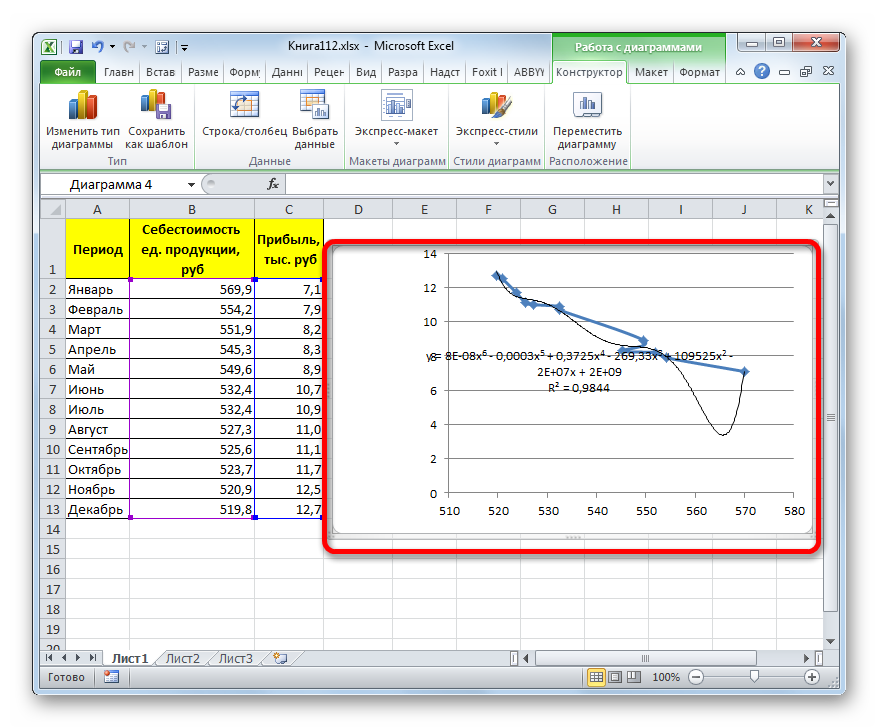 Книга112.xlsx - Microsoft Excel
Работа с диаграммами
Файл Главн Встав Разме Форму Данні Рецен Вид Разра Надст Foxit I ABBYY Конструктор Макет Формат
Изменить тип диаграммы
Сохранить как шаблон
Строка/столбец
Выбрать данные
Экспресс-макет
Экспресс-стили
Переместить диаграмму
Тип Данные Макеты диаграмм Стили диаграмм Расположение
Диаграмма 4 fx
A B C D E F G H I J K
1 Период Себестоимость ед. продукции, руб Прибыль, тыс. руб
2 Январь 569,9 7,1
3 Февраль 554,2 7,9
4 Март 551,9 8,2
5 Апрель 545,3 8,3
6 Май 549,6 8,9
7 Июнь 532,4 10,7
8 Июль 532,4 10,9
9 Август 527,3 11,0
10 Сентябрь 525,6 11,1
11 Октябрь 523,7 11,7
12 Ноябрь 520,9 12,5
13 Декабрь 519,8 12,7
14
15
16
17
18
19
20
14
12
10
8
y = 8E-08x⁶ - 0,0003x⁵ + 0,3725x⁴ - 269,33x³ + 109525x² -
2E+07x + 2E+09
R² = 0,9844
6
4
2
0
510 520 530 540 550 560 570 580
Лист1 Лист2 Лист3
Готово 100%